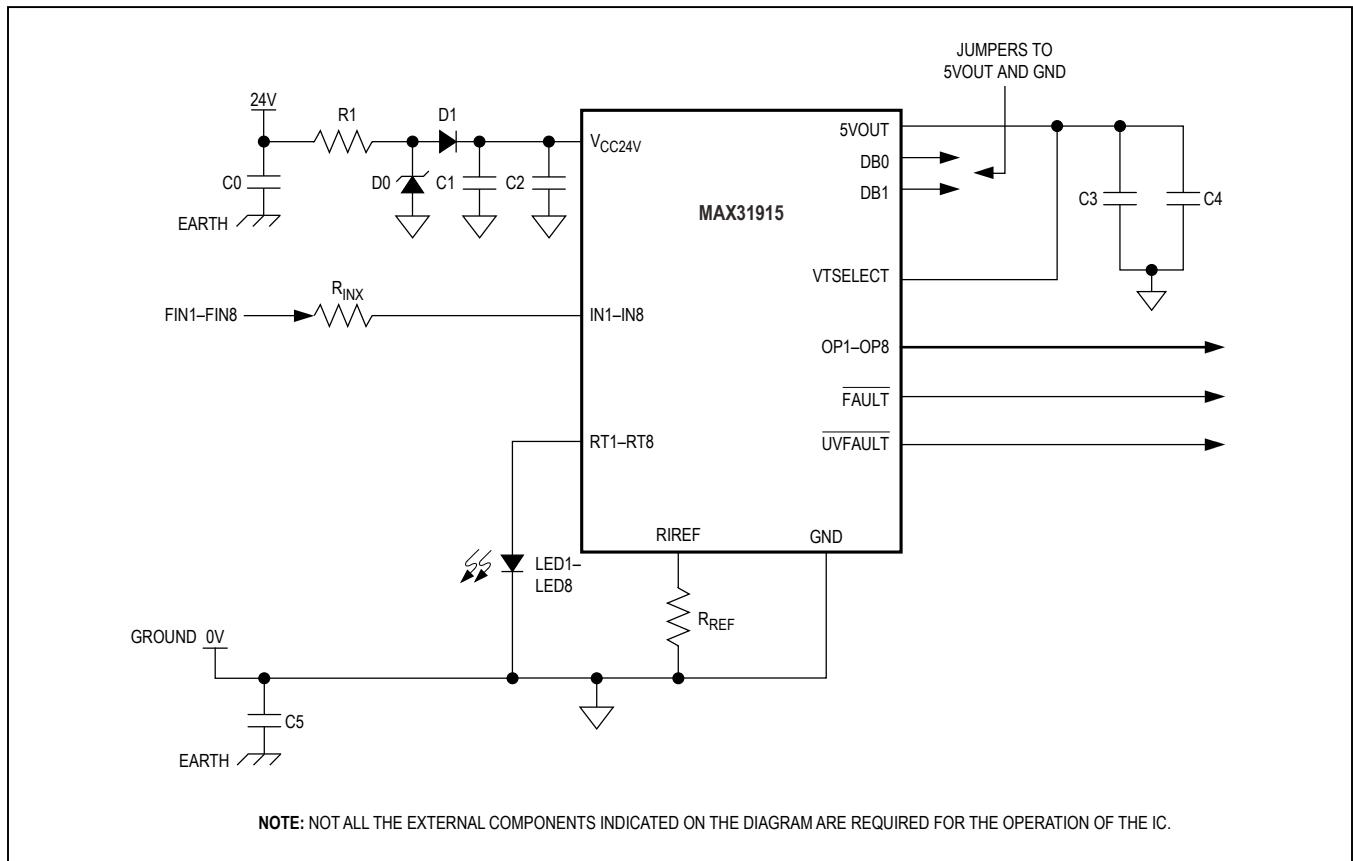 JUMPERS TO
5VOUT AND GND
24V
R1
D1
VCC24V
5VOUT
DB0
DB1
C0
D0
C1
C2
C3
C4
EARTH
MAX31915
VTSELECT
RINX
FIN1–FIN8
IN1–IN8
OP1–OP8
FAULT
RT1–RT8
UVFAULT
RIREF
GND
LED1–
LED8
RREF
GROUND 0V
C5
EARTH
NOTE: NOT ALL THE EXTERNAL COMPONENTS INDICATED ON THE DIAGRAM ARE REQUIRED FOR THE OPERATION OF THE IC.